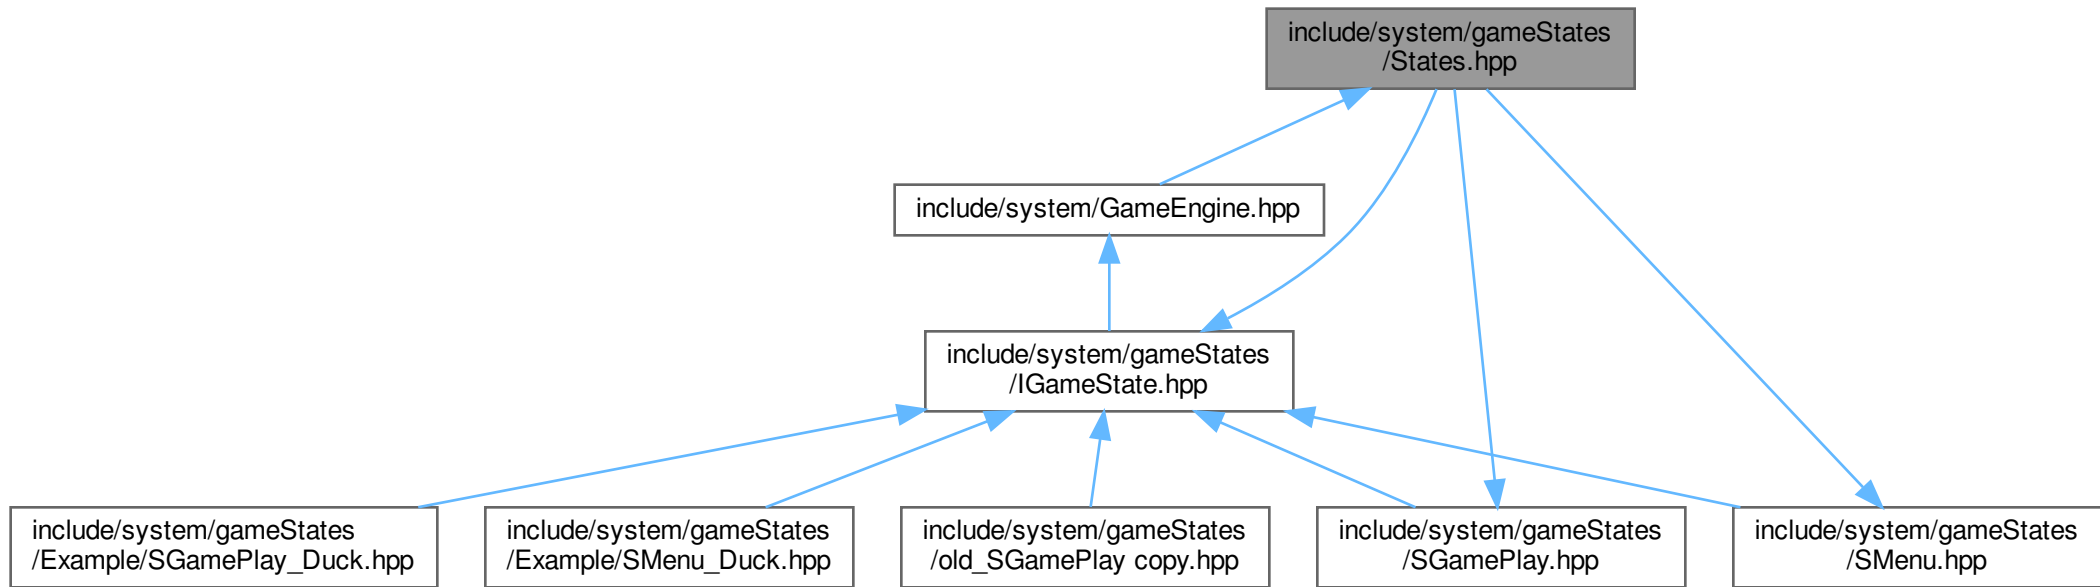 include/system/gameStates
/States.hpp
include/system/GameEngine.hpp
include/system/gameStates
/IGameState.hpp
include/system/gameStates
/Example/SGamePlay_Duck.hpp
include/system/gameStates
/Example/SMenu_Duck.hpp
include/system/gameStates
/old_SGamePlay copy.hpp
include/system/gameStates
/SGamePlay.hpp
include/system/gameStates
/SMenu.hpp